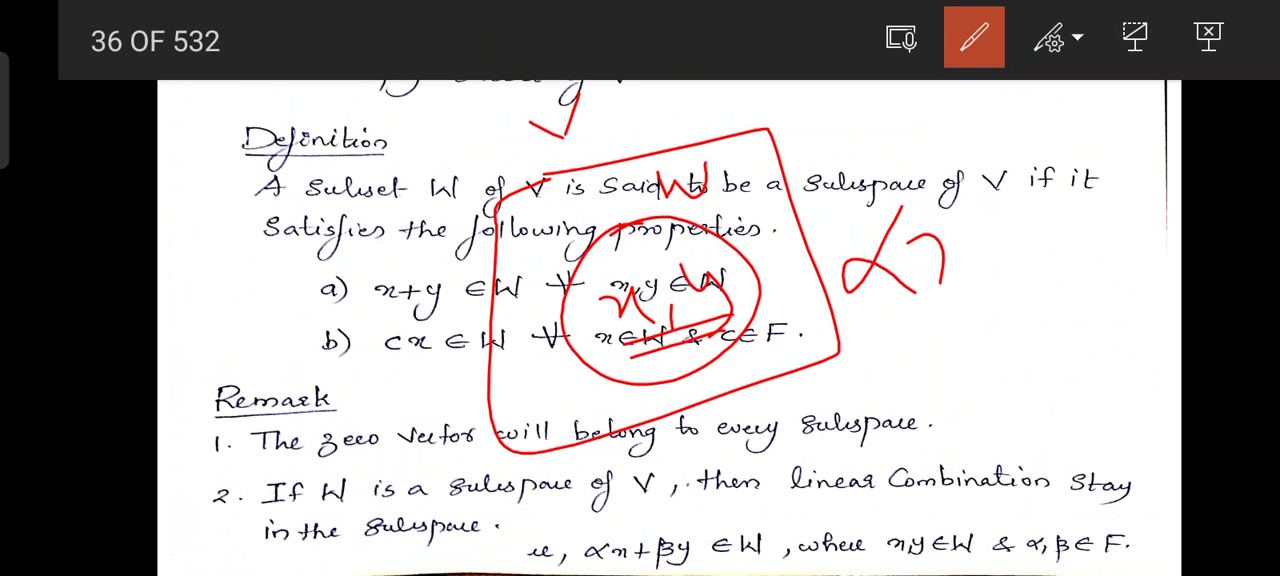 36 OF 532
Definition
A subset W of V is said to be a subspace of V if it
W
satisfies the following properties.
a) x+y ∈ W ∀ x,y ∈ W
αx
x, y
b) cx ∈ W ∀ x ∈ W & c ∈ F.
Remark
1. The zero vector will belong to every subspace.
2. If W is a subspace of V, then linear Combination stay
in the subspace.
ie, αx + βy ∈ W, where x,y ∈ W & α, β ∈ F.